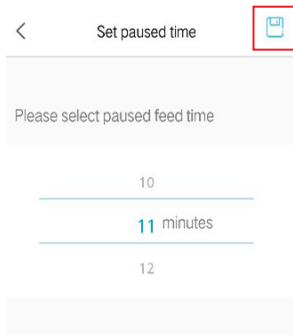 Set paused time
Please select paused feed time
10
11 minutes
12